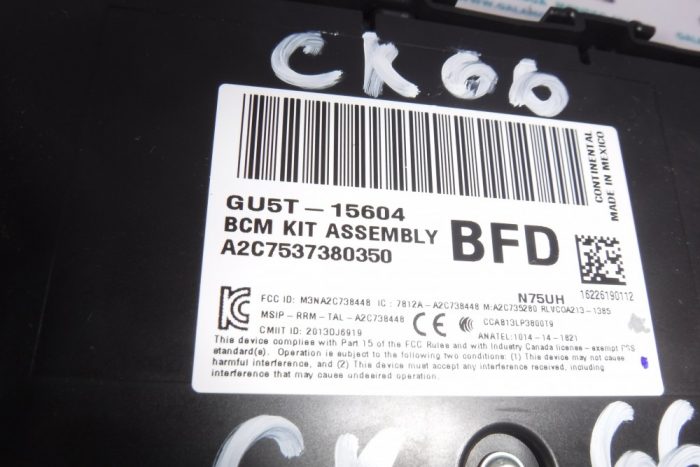 CK66
CONTINENTAL
MADE IN MEXICO
GU5T-15604
BCM KIT ASSEMBLY
BFD
A2C7537380350
N75UH
16226190112
FCC ID: M3NA2C738448 IC: 7812A-A2C738448 M:A2C735280 RLVCOA213-1385
MSIP-RRM-TAL-A2C738448
CE
CCAB13LP3800T9
CMIIT ID: 2013DJ6919
ANATEL:1014-14-1821
This device complies with Part 15 of the FCC Rules and with Industry Canada license-exempt RSS
standard(s). Operation is subject to the following two conditions: (1) This device may not cause
harmful interference, and (2) This device must accept any interference received, including
interference that may cause undesired operation.